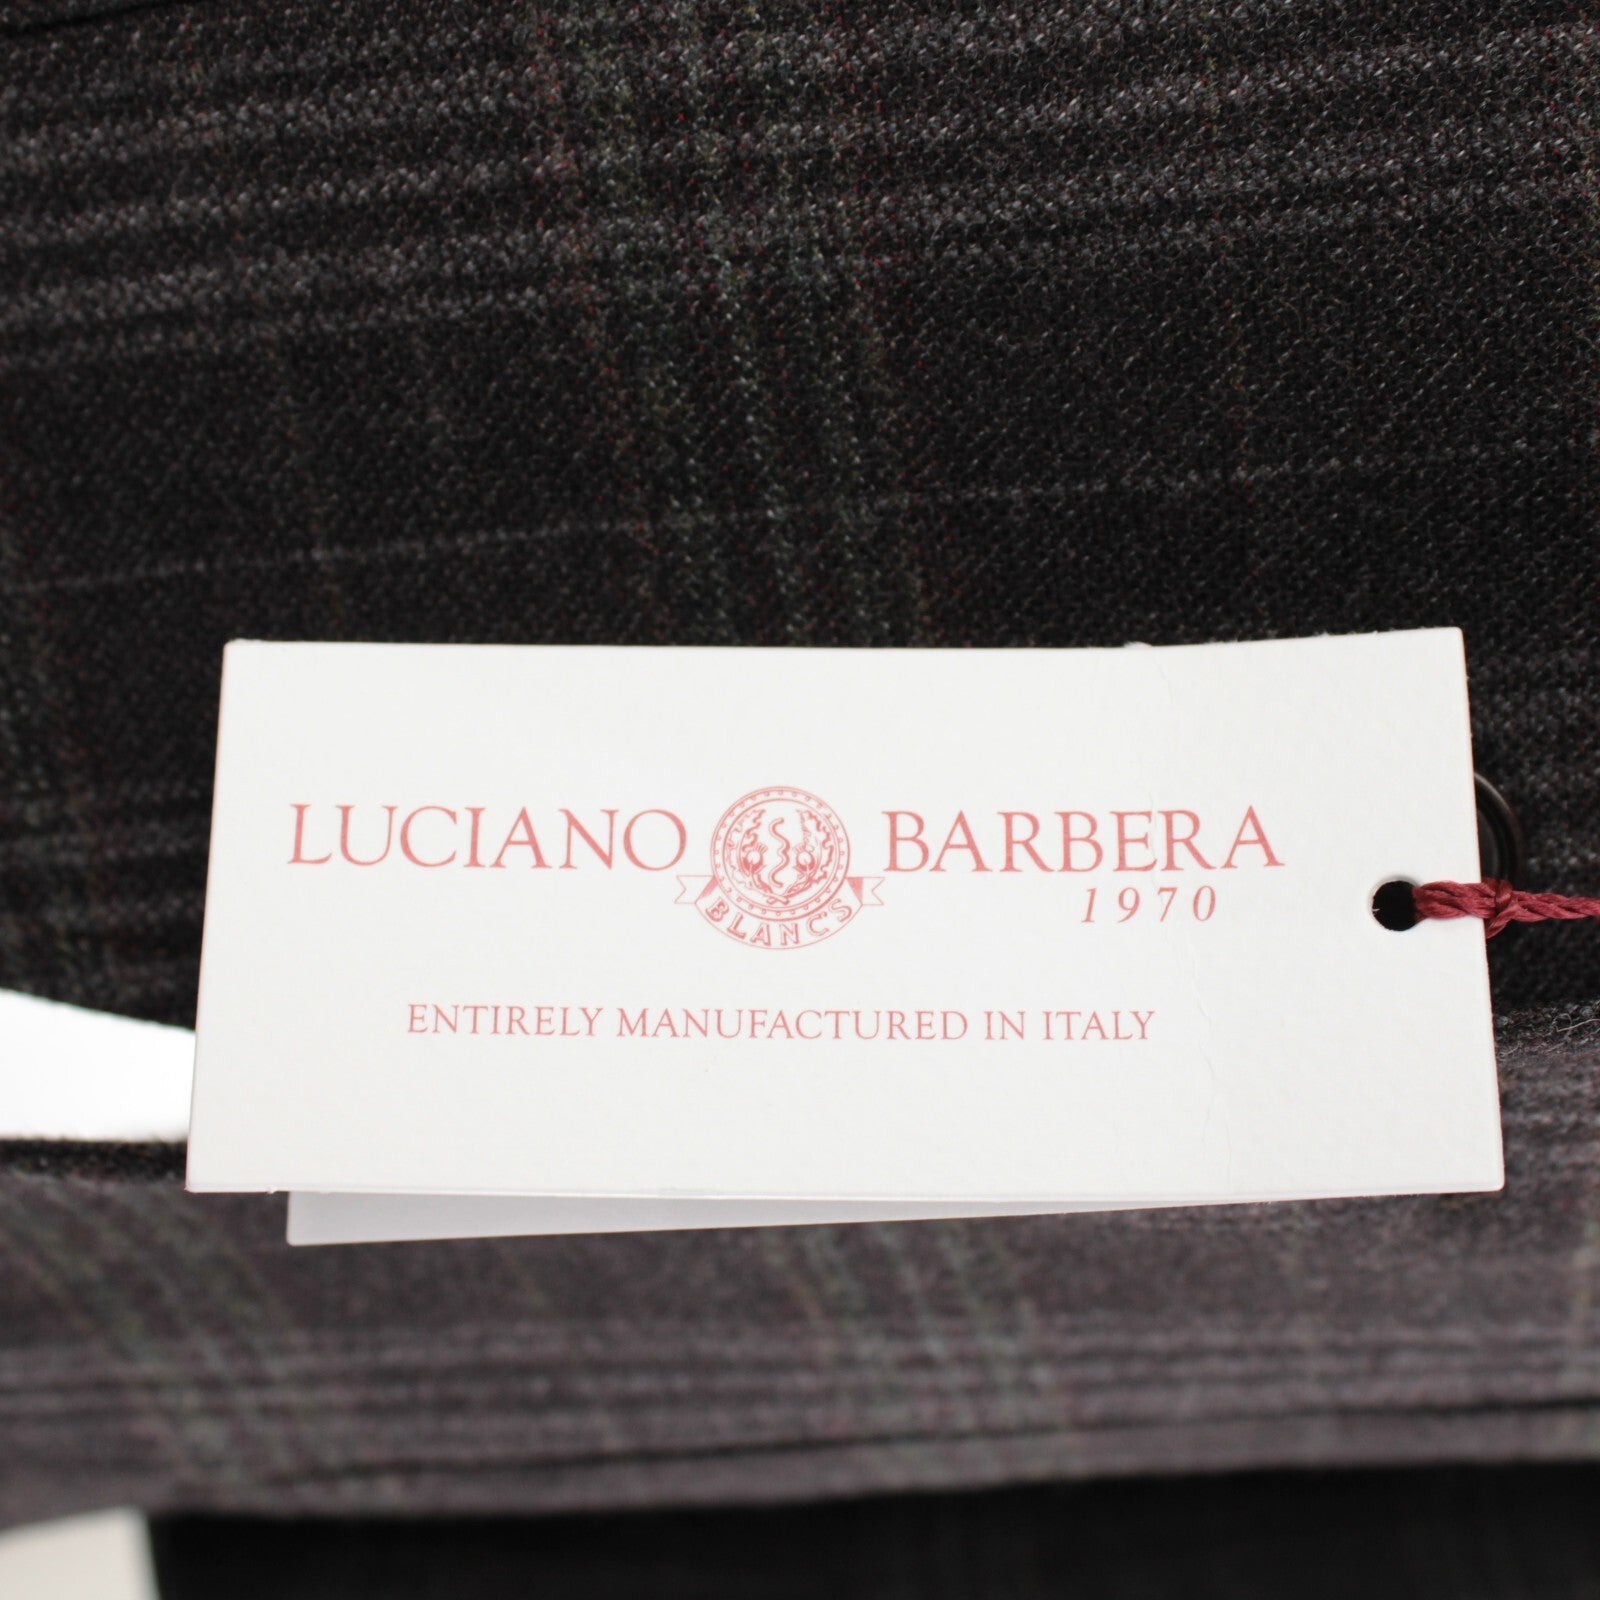 LUCIANO BARBERA
BLANCS
1970
ENTIRELY MANUFACTURED IN ITALY